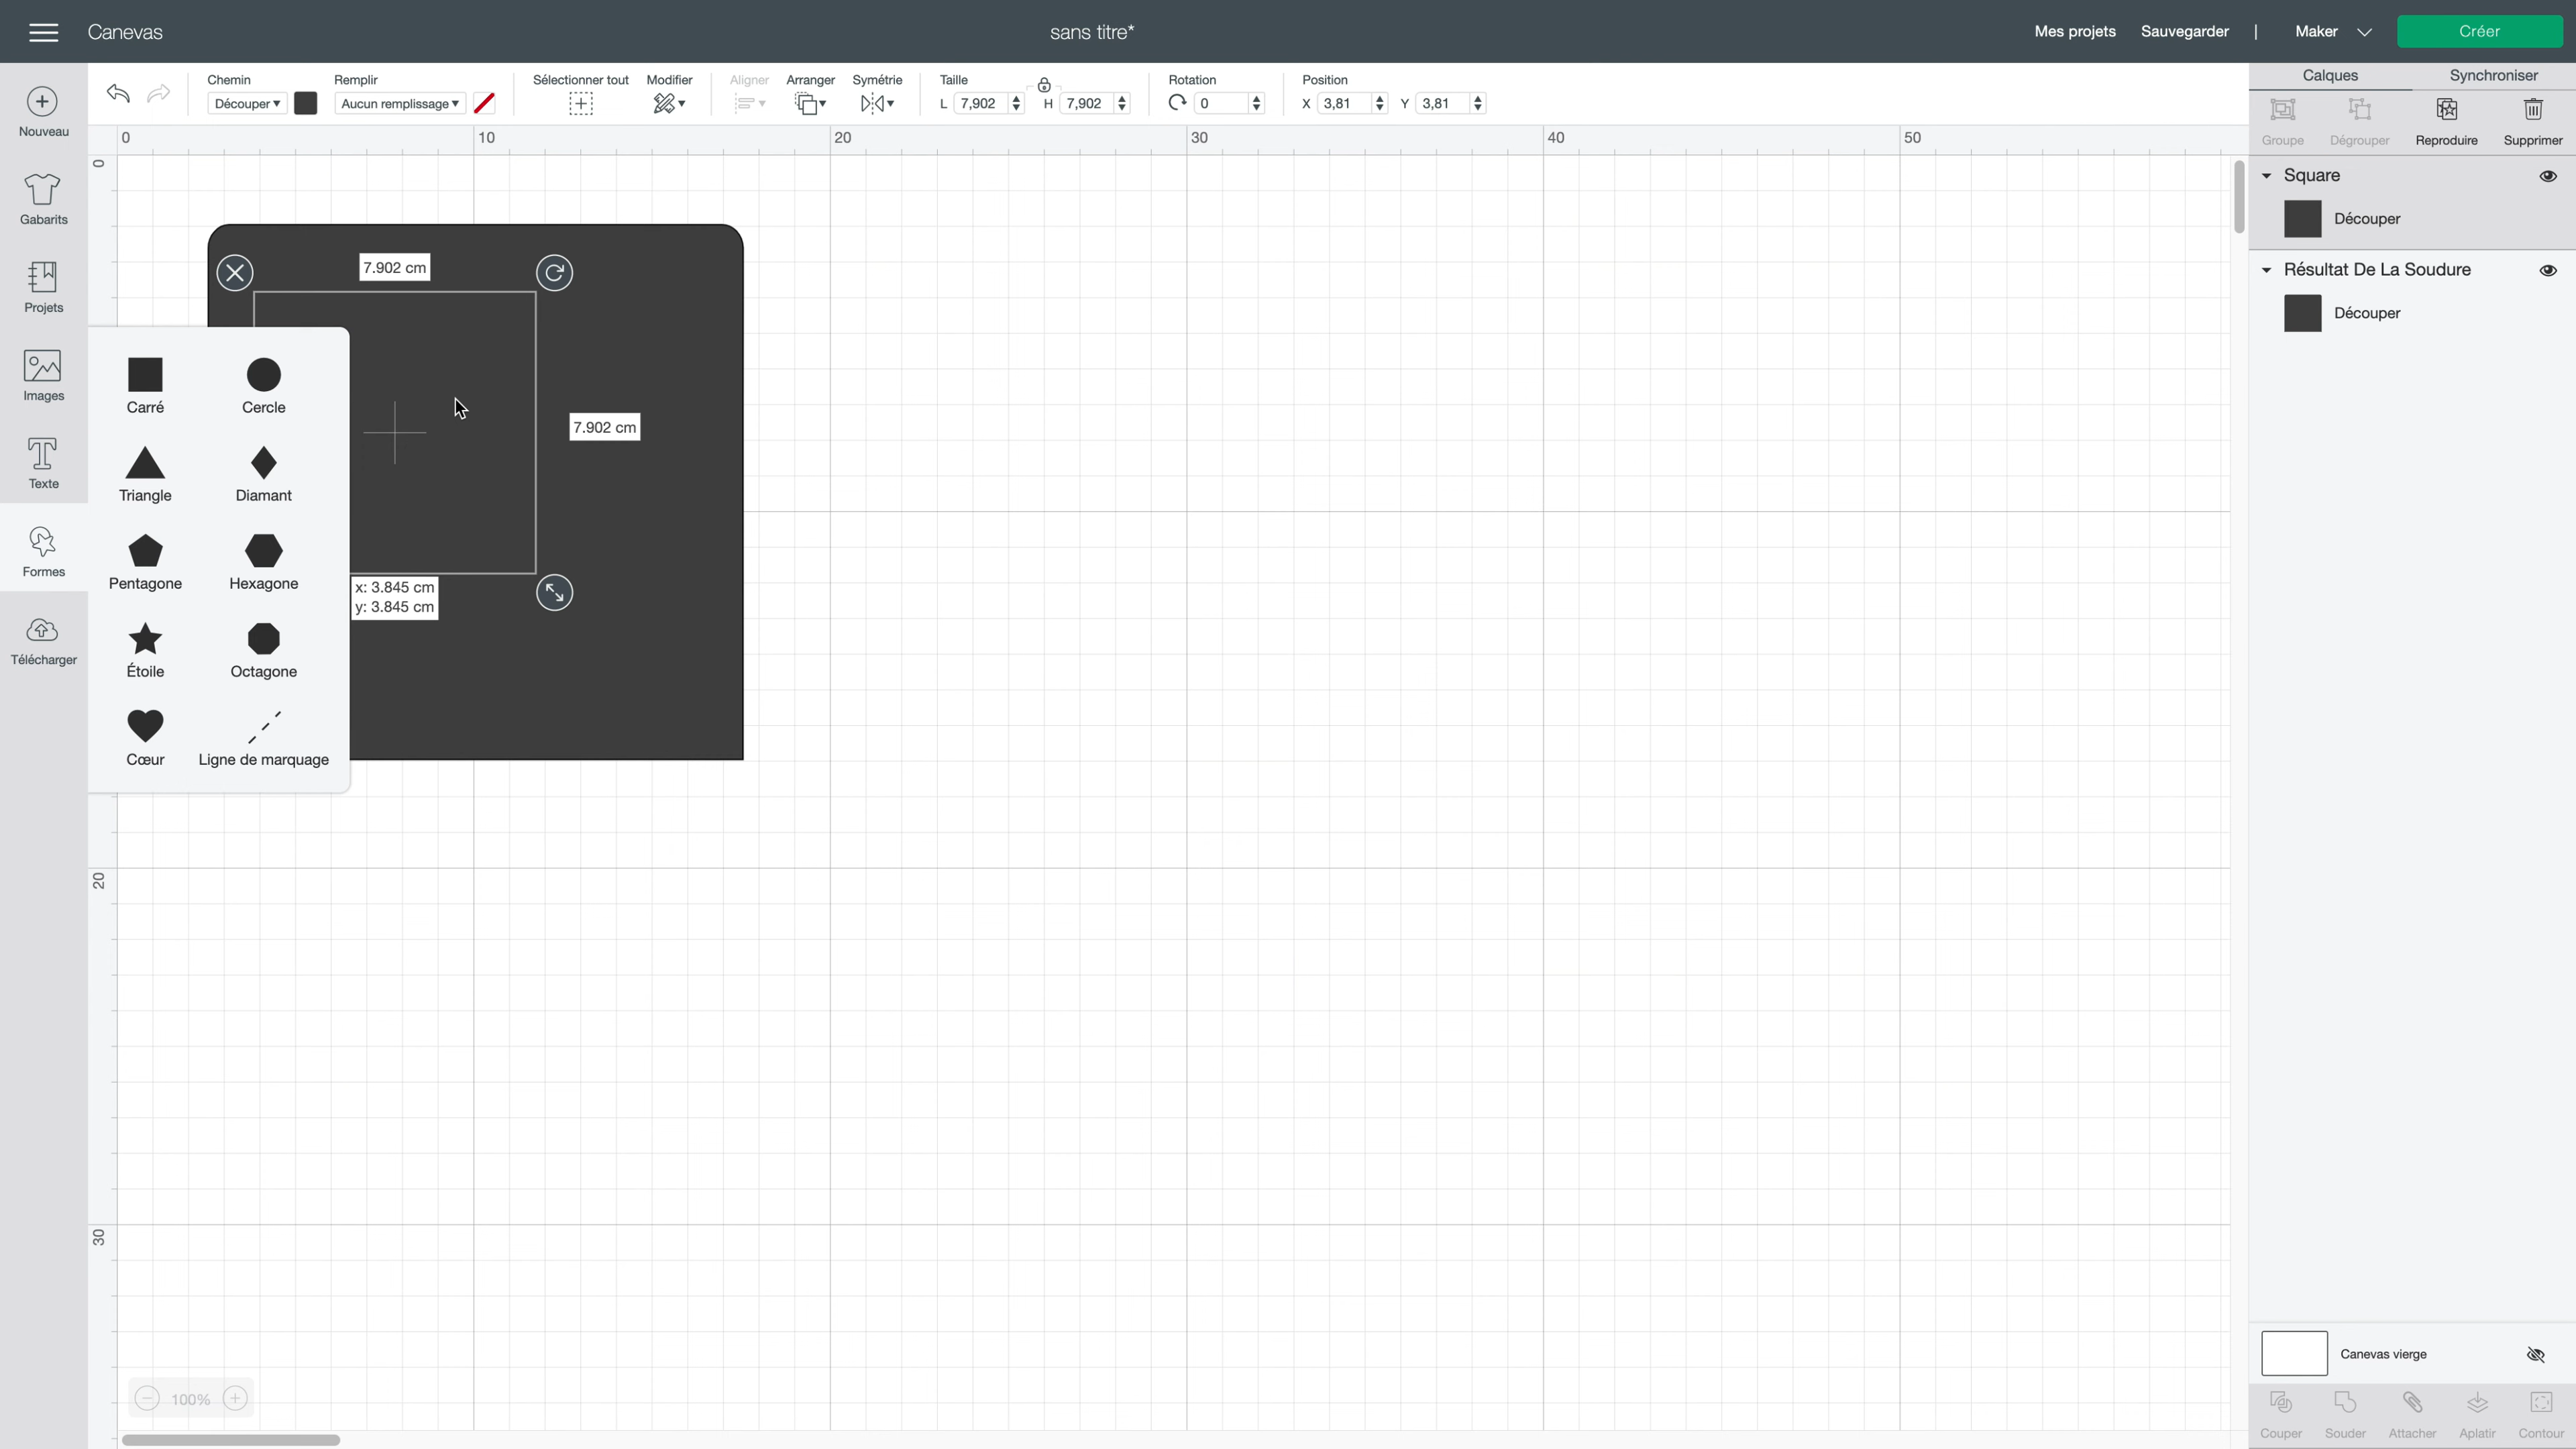 Canevas
sans titre*
Mes projets
Sauvegarder
|
Maker
Créer
Chemin
Découper
Remplir
Aucun remplissage
Sélectionner tout
Modifier
Aligner
Arranger
Symétrie
Taille
L 7,902
H 7,902
Rotation
0
Position
X 3,81
Y 3,81
Calques
Synchroniser
Groupe
Dégrouper
Reproduire
Supprimer
Square
Découper
Résultat De La Soudure
Découper
Nouveau
Gabarits
Projets
Images
Texte
Formes
Télécharger
0 10 20 30 40 50
0
20
30
7.902 cm
7.902 cm
x: 3.845 cm
y: 3.845 cm
Carré
Cercle
Triangle
Diamant
Pentagone
Hexagone
Étoile
Octagone
Cœur
Ligne de marquage
100%
Canevas vierge
Couper
Souder
Attacher
Aplatir
Contour